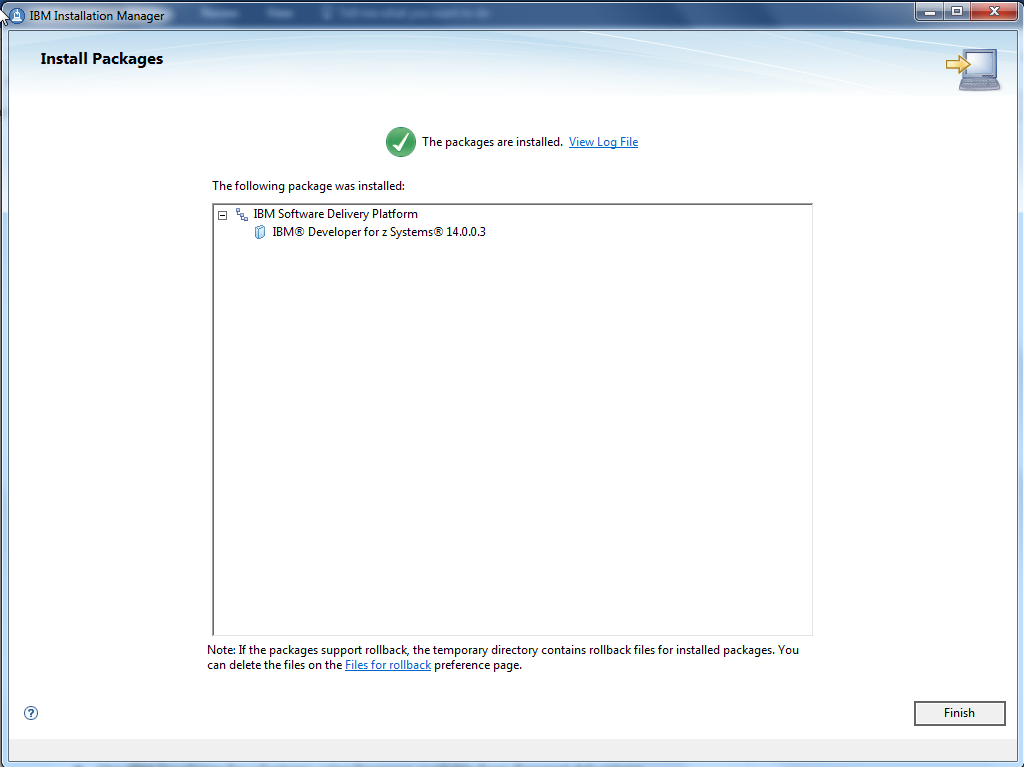 IBM Installation Manager
Install Packages
The packages are installed. View Log File
The following package was installed:
IBM Software Delivery Platform
IBM® Developer for z Systems® 14.0.0.3
Note: If the packages support rollback, the temporary directory contains rollback files for installed packages. You
can delete the files on the Files for rollback preference page.
?
Finish